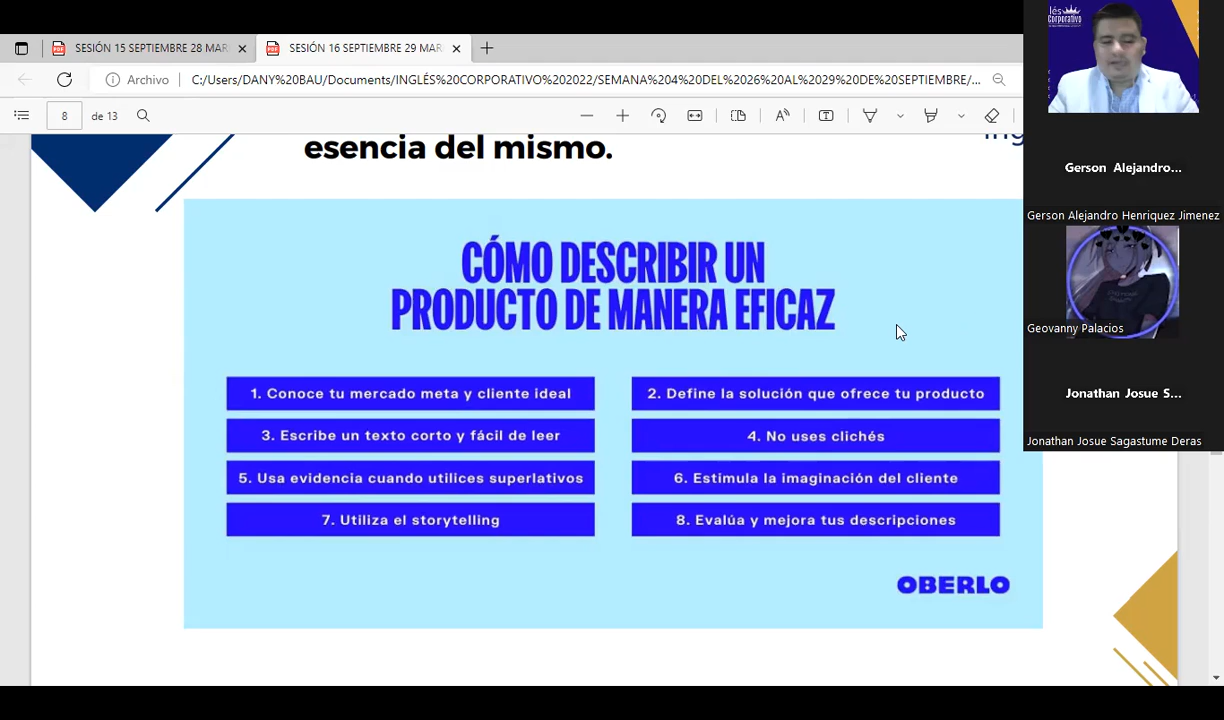 SESIÓN 15 SEPTIEMBRE 28 MAR
SESIÓN 16 SEPTIEMBRE 29 MAR
Archivo
C:/Users/DANY%20BAU/Documents/INGLÉS%20CORPORATIVO%202022/SEMANA%204%20DEL%2026%20AL%2029%20DE%20SEPTIEMBRE/...
8 de 13
esencia del mismo.
CÓMO DESCRIBIR UN
PRODUCTO DE MANERA EFICAZ
1. Conoce tu mercado meta y cliente ideal
2. Define la solución que ofrece tu producto
3. Escribe un texto corto y fácil de leer
4. No uses clichés
5. Usa evidencia cuando utilices superlativos
6. Estimula la imaginación del cliente
7. Utiliza el storytelling
8. Evalúa y mejora tus descripciones
OBERLO
lés
Corporativo
Gerson Alejandro...
Gerson Alejandro Henriquez Jimenez
Geovanny Palacios
Jonathan Josue S...
Jonathan Josue Sagastume Deras